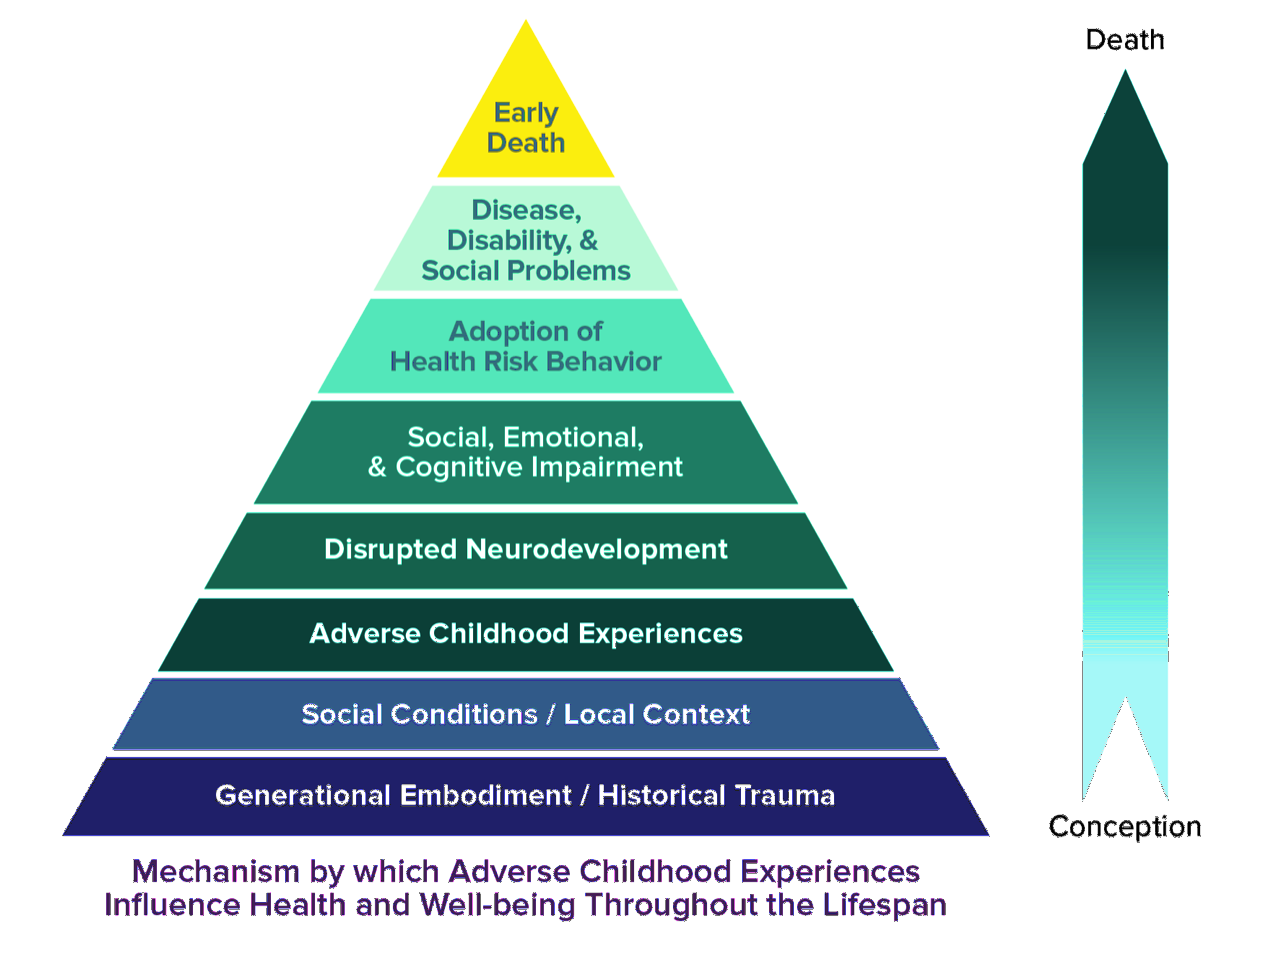 Death
Early
Death
Disease,
Disability, &
Social Problems
Adoption of
Health Risk Behavior
Social, Emotional,
& Cognitive Impairment
Disrupted Neurodevelopment
Adverse Childhood Experiences
Social Conditions / Local Context
Generational Embodiment / Historical Trauma
Conception
Mechanism by which Adverse Childhood Experiences
Influence Health and Well-being Throughout the Lifespan